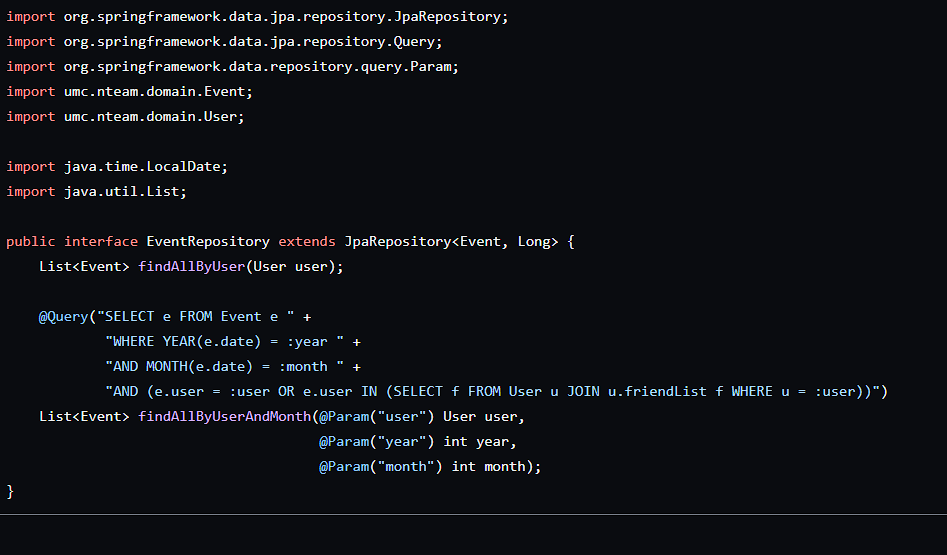 import org.springframework.data.jpa.repository.JpaRepository;
import org.springframework.data.jpa.repository.Query;
import org.springframework.data.repository.query.Param;
import umc.nteam.domain.Event;
import umc.nteam.domain.User;

import java.time.LocalDate;
import java.util.List;

public interface EventRepository extends JpaRepository<Event, Long> {
    List<Event> findAllByUser(User user);

    @Query("SELECT e FROM Event e " +
            "WHERE YEAR(e.date) = :year " +
            "AND MONTH(e.date) = :month " +
            "AND (e.user = :user OR e.user IN (SELECT f FROM User u JOIN u.friendList f WHERE u = :user))")
    List<Event> findAllByUserAndMonth(@Param("user") User user,
                                      @Param("year") int year,
                                      @Param("month") int month);
}